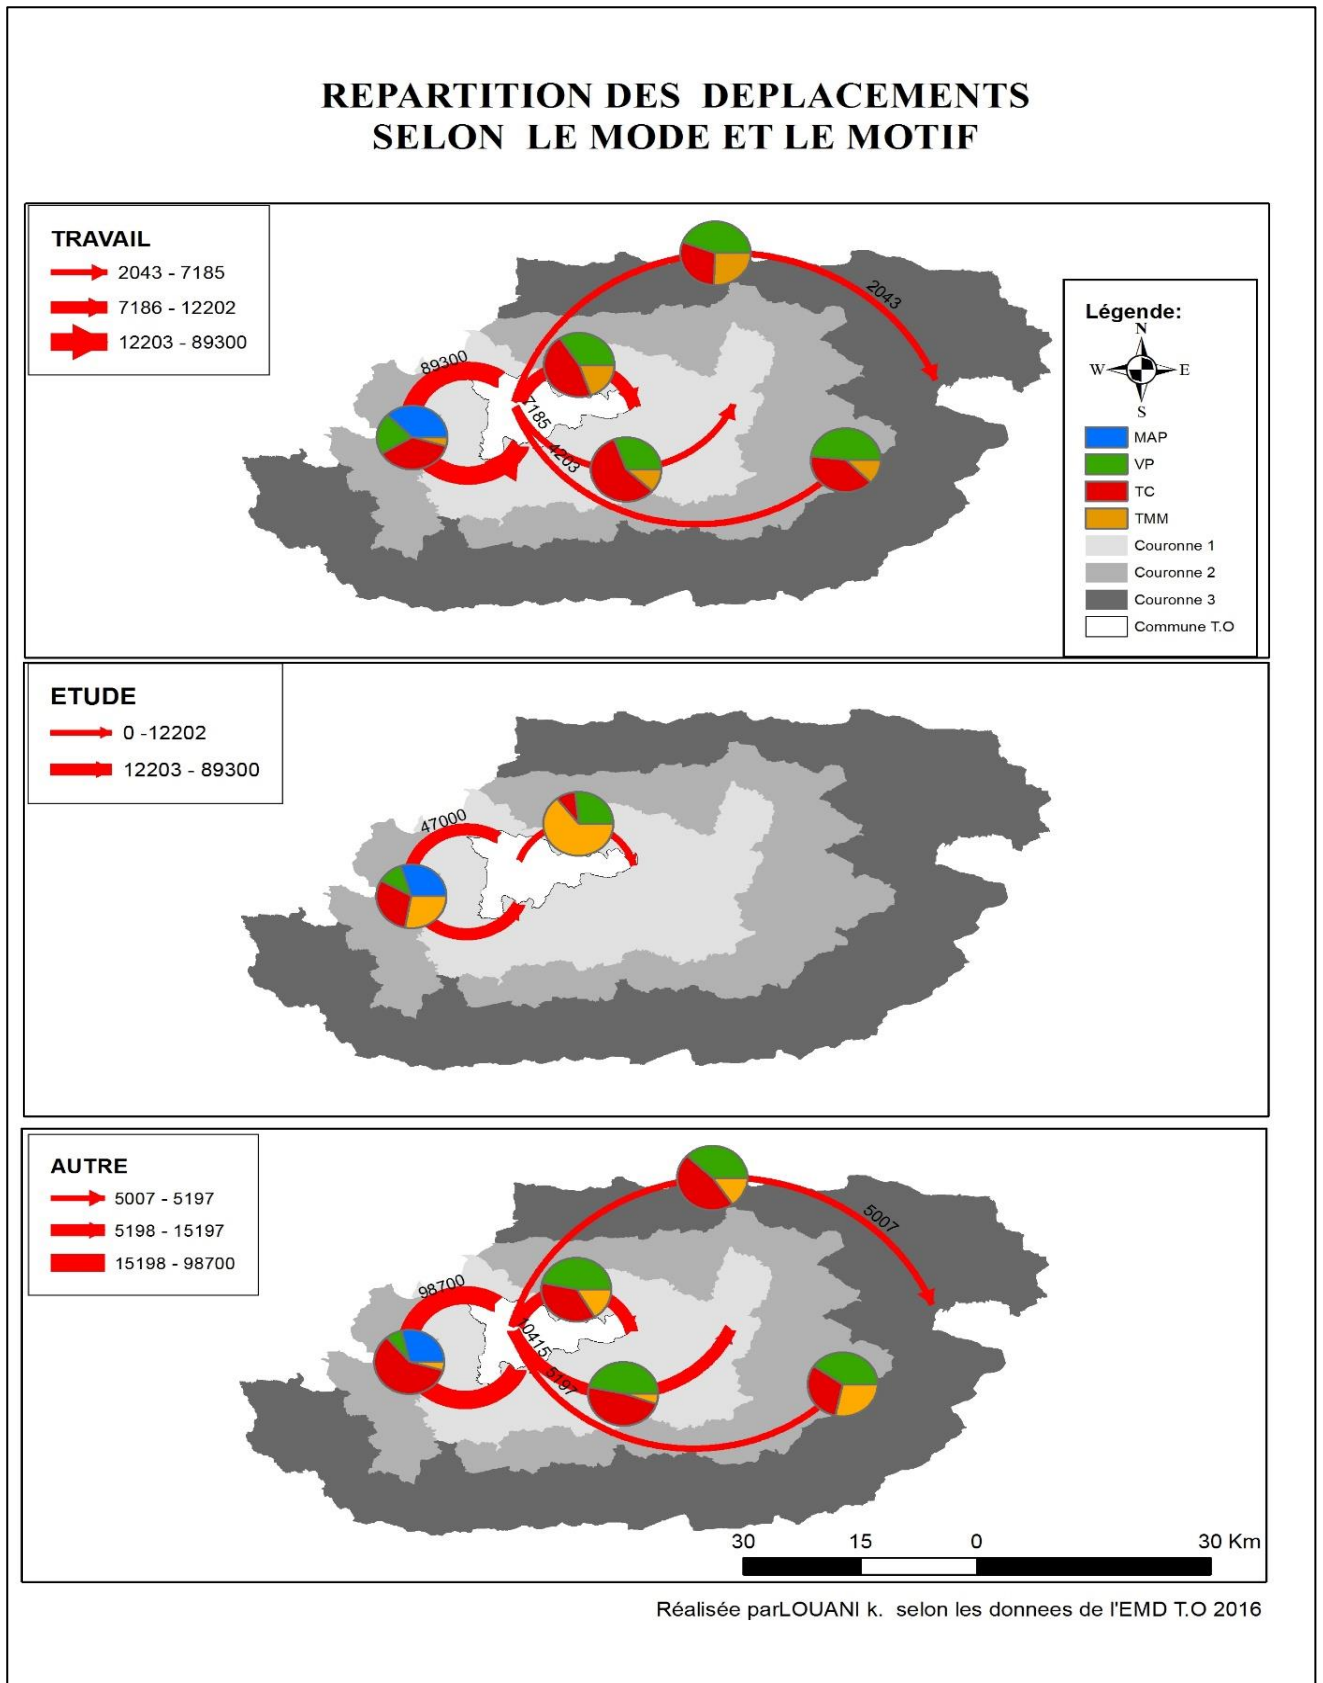 REPARTITION DES DEPLACEMENTS
SELON LE MODE ET LE MOTIF
TRAVAIL
2043 - 7185
7186 - 12202
12203 - 89300
89300
7185
4203
2043
Légende:
N
W
E
S
MAP
VP
TC
TMM
Couronne 1
Couronne 2
Couronne 3
Commune T.O
ETUDE
0 -12202
12203 - 89300
47000
AUTRE
5007 - 5197
5198 - 15197
15198 - 98700
98700
10415
5197
5007
30 15 0 30 Km
Réalisée parLOUANI k. selon les donnees de l'EMD T.O 2016